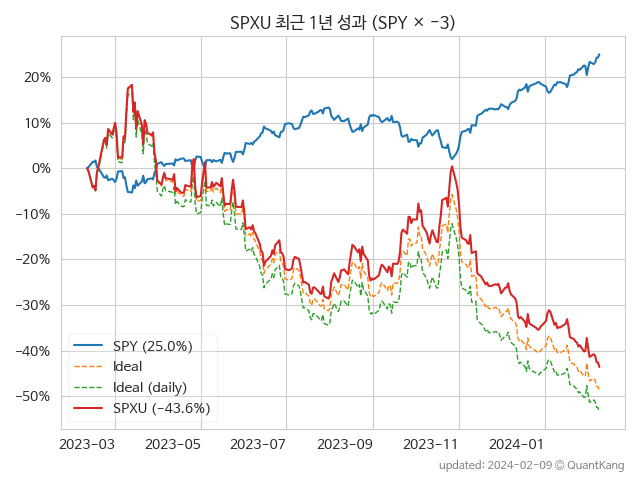 SPXU 최근 1년 성과 (SPY × −3)
20%
10%
0%
−10%
−20%
−30%
−40%
−50%
SPY (25.0%)
Ideal
Ideal (daily)
SPXU (−43.6%)
2023-03
2023-05
2023-07
2023-09
2023-11
2024-01
updated: 2024-02-09 © QuantKang